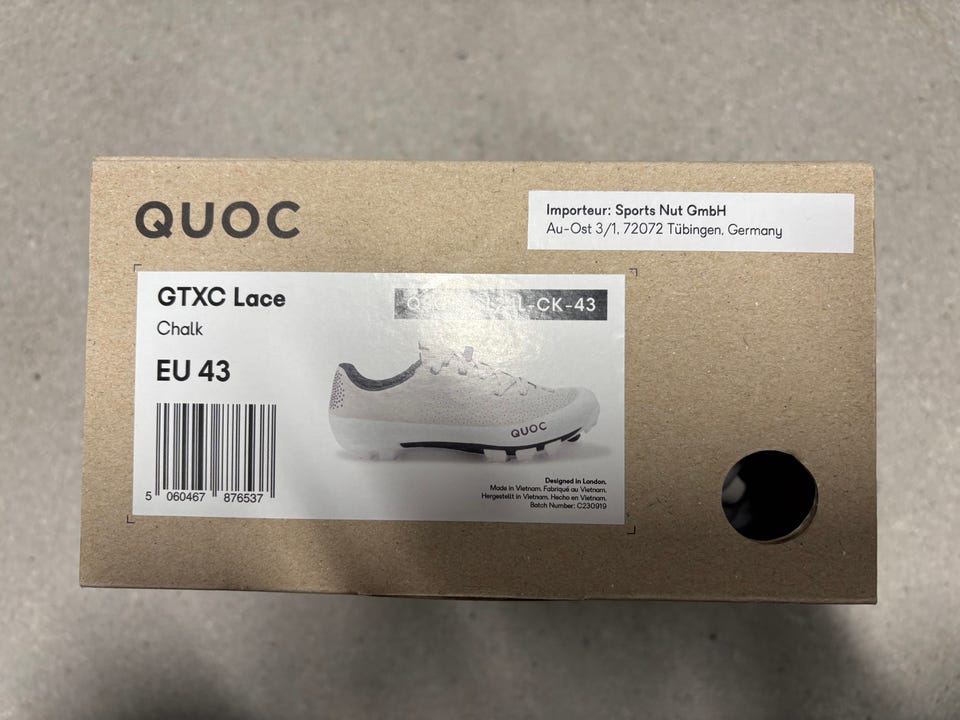 QUOC
Importeur: Sports Nut GmbH
Au-Ost 3/1, 72072 Tübingen, Germany
GTXC Lace
Chalk
EU 43
L-CK-43
QUOC
5 060467 876537
Designed in London.
Made in Vietnam. Fabriqué au Vietnam.
Hergestellt in Vietnam. Hecho en Vietnam.
Batch Number: C230919